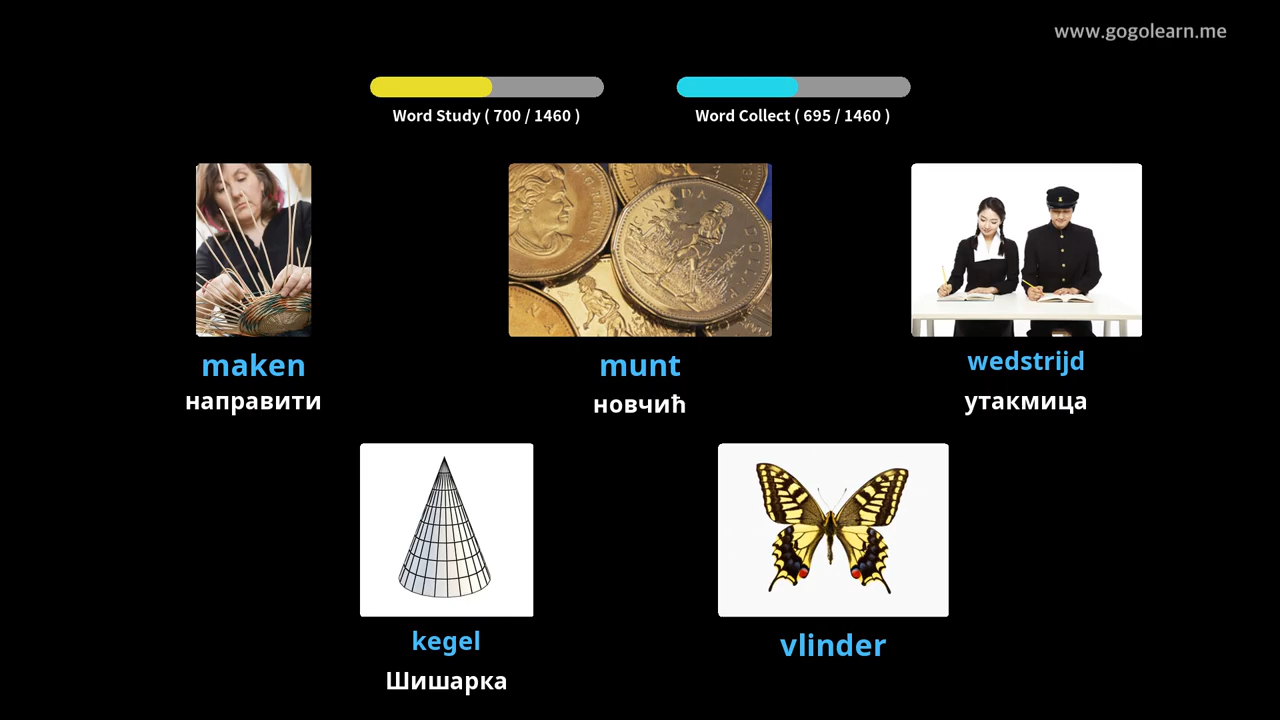 www.gogolearn.me
Word Study ( 700 / 1460 )
Word Collect ( 695 / 1460 )
maken
направити
munt
новчић
wedstrijd
утакмица
kegel
Шишарка
vlinder